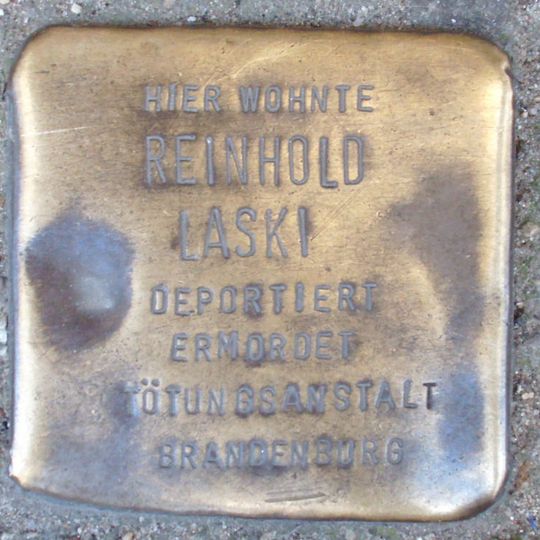 HIER WOHNTE
REINHOLD
LASKI
DEPORTIERT
ERMORDET
TÖTUNGSANSTALT
BRANDENBURG